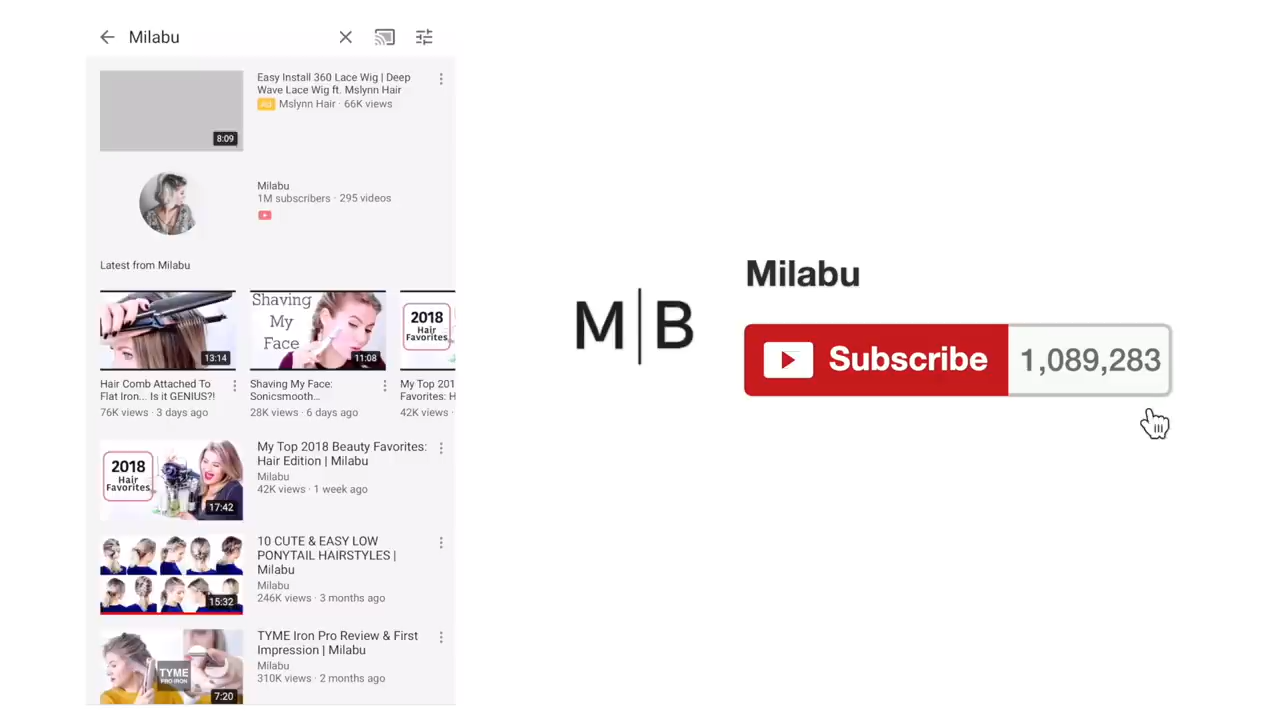 Milabu
Easy Install 360 Lace Wig | Deep
Wave Lace Wig ft. Mslynn Hair
AD Mslynn Hair · 66K views
8:09
Milabu
1M subscribers · 295 videos
Latest from Milabu
13:14
Shaving
My
Face
11:08
2018
Hair
Favorites
Hair Comb Attached To
Flat Iron... Is it GENIUS?!
76K views · 3 days ago
Shaving My Face:
Sonicsmooth...
28K views · 6 days ago
My Top 201
Favorites: H
42K views
2018
Hair
Favorites
17:42
My Top 2018 Beauty Favorites:
Hair Edition | Milabu
Milabu
42K views · 1 week ago
15:32
10 CUTE & EASY LOW
PONYTAIL HAIRSTYLES |
Milabu
Milabu
246K views · 3 months ago
TYME
PRO IRON
7:20
TYME Iron Pro Review & First
Impression | Milabu
Milabu
310K views · 2 months ago
M|B
Milabu
Subscribe 1,089,283